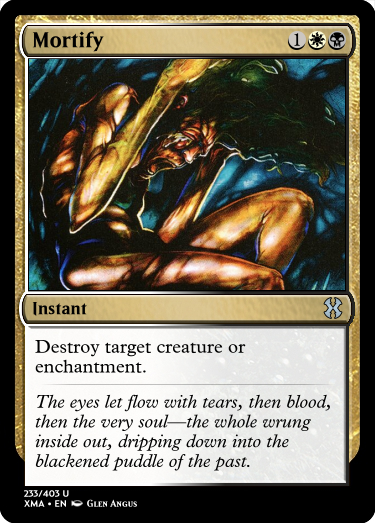 Mortify 1
Instant
Destroy target creature or
enchantment.
The eyes let flow with tears, then blood,
then the very soul—the whole wrung
inside out, dripping down into the
blackened puddle of the past.
233/403 U
XMA • EN Glen Angus